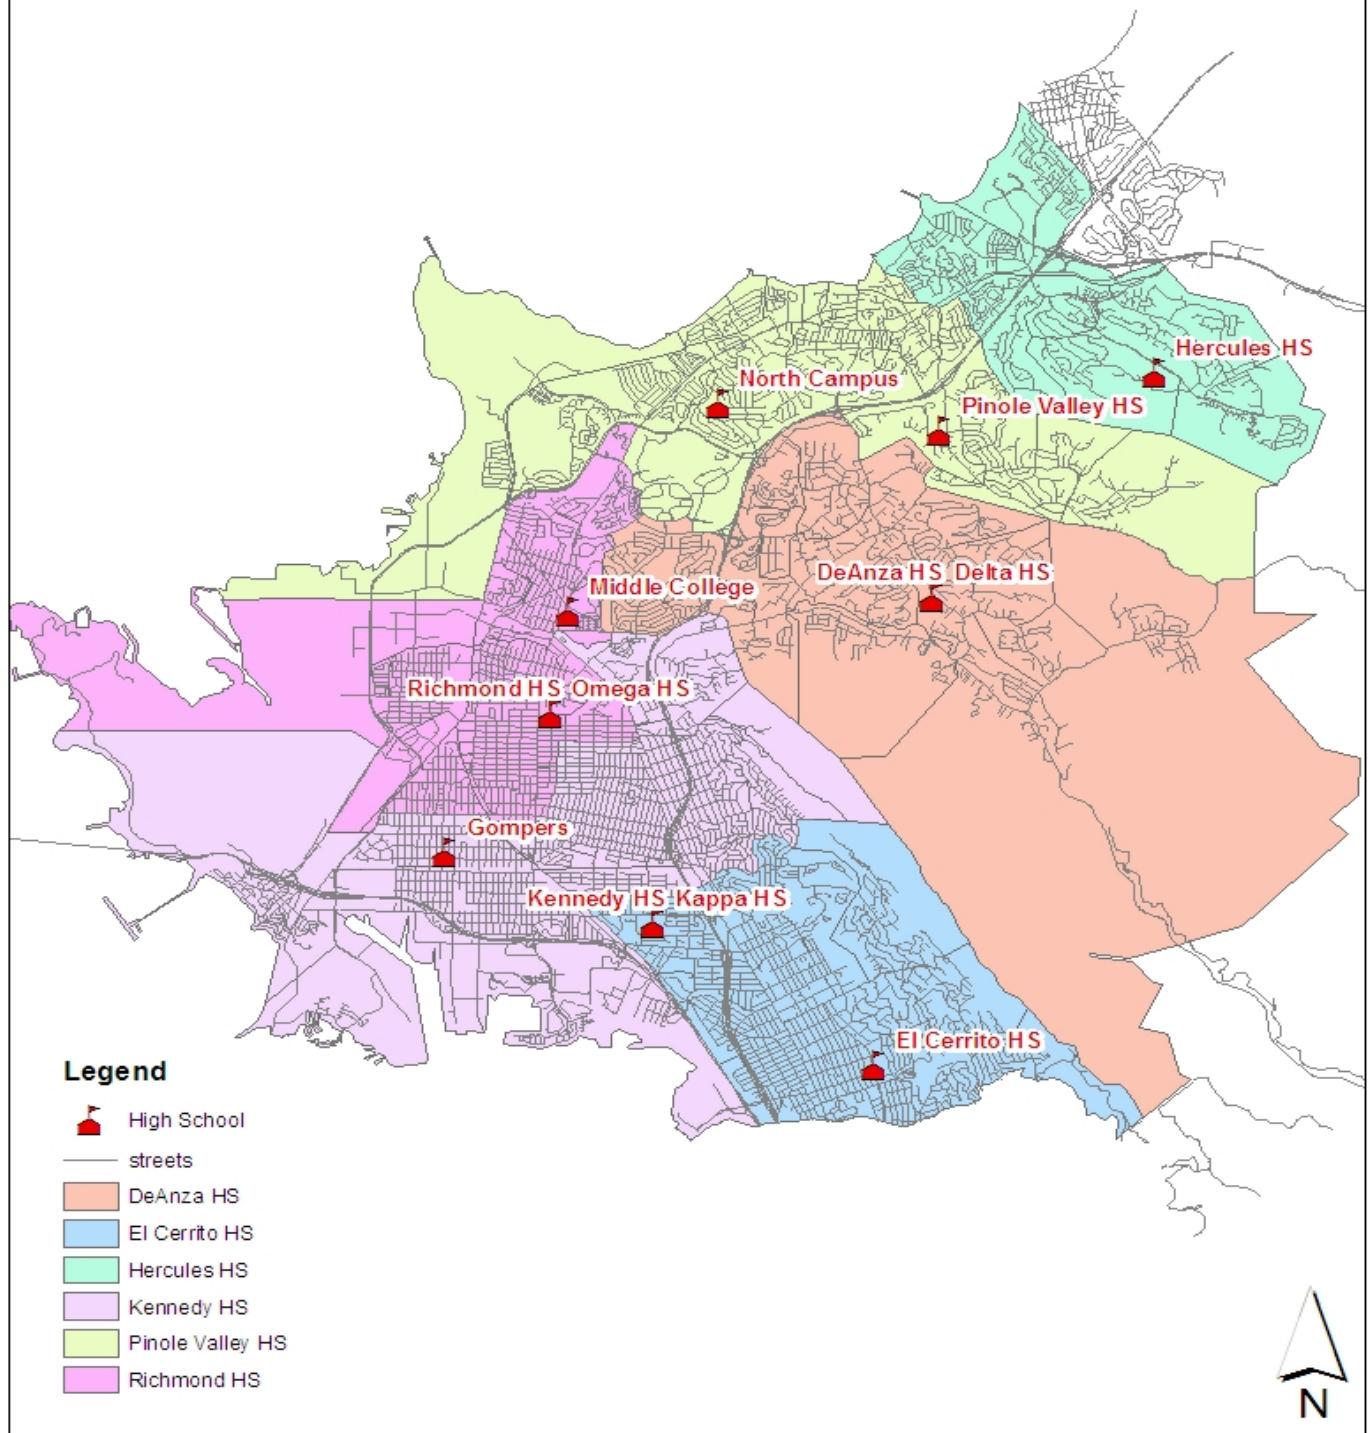 Hercules HS
North Campus
Pinole Valley HS
DeAnza HS Delta HS
Middle College
Richmond HS Omega HS
Gompers
Kennedy HS Kappa HS
El Cerrito HS
Legend
High School
streets
DeAnza HS
El Cerrito HS
Hercules HS
Kennedy HS
Pinole Valley HS
Richmond HS
N